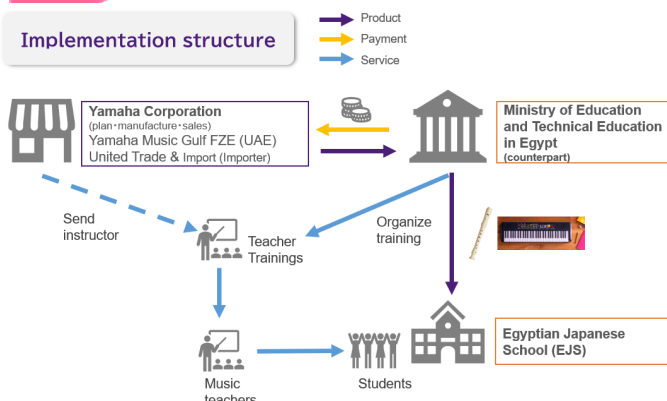 Implementation structure
Product
Payment
Service
Yamaha Corporation
(plan・manufacture・sales)
Yamaha Music Gulf FZE (UAE)
United Trade & Import (Importer)
Ministry of Education
and Technical Education
in Egypt
(counterpart)
Send
instructor
Teacher
Trainings
Organize
training
Egyptian Japanese
School (EJS)
Music
teachers
Students